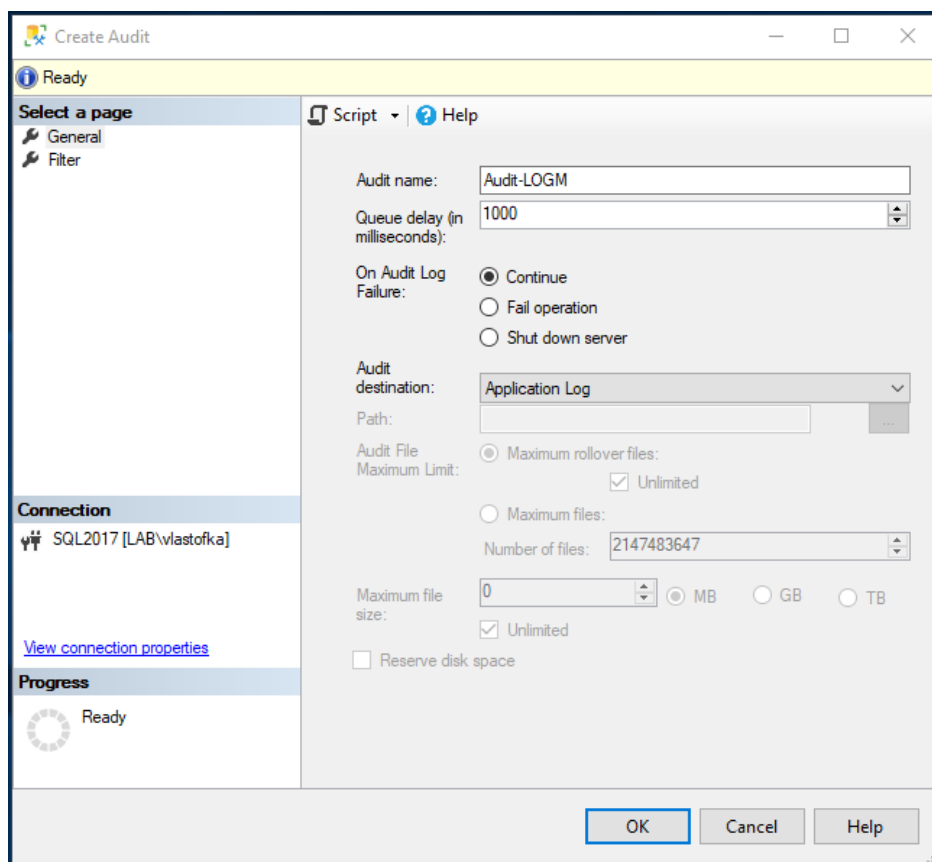 Create Audit
Ready
Select a page
General
Filter
Script
Help
Audit name:
Audit-LOGM
Queue delay (in
milliseconds):
1000
On Audit Log
Failure:
Continue
Fail operation
Shut down server
Audit
destination:
Application Log
Path:
...
Audit File
Maximum Limit:
Maximum rollover files:
Unlimited
Maximum files:
Number of files:
2147483647
Maximum file
size:
0
MB
GB
TB
Unlimited
Reserve disk space
Connection
SQL2017 [LAB\vlastofka]
View connection properties
Progress
Ready
OK
Cancel
Help